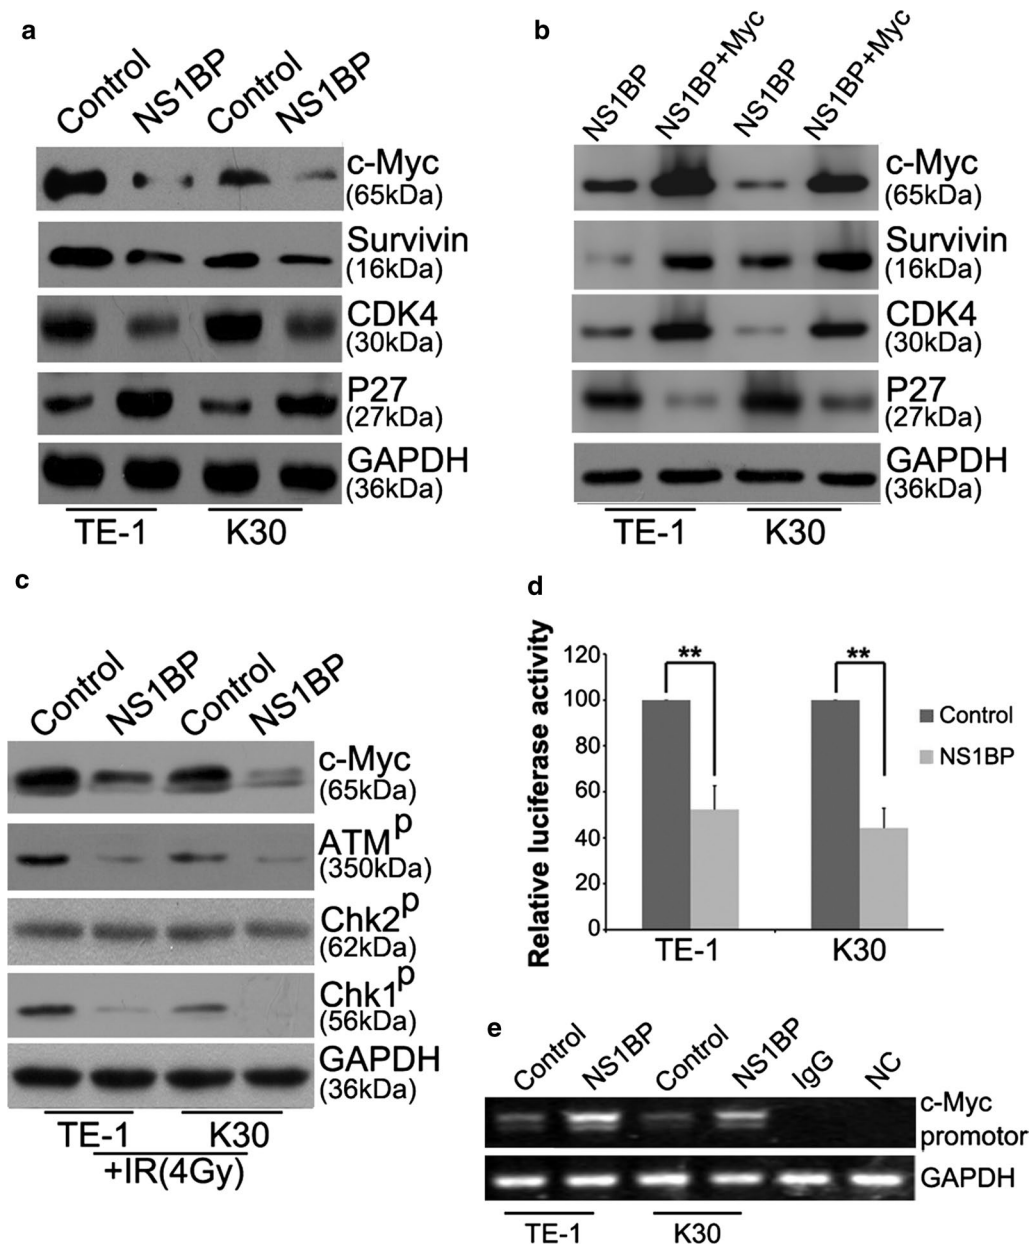 a
Control NS1BP Control NS1BP
c-Myc
(65kDa)
Survivin
(16kDa)
CDK4
(30kDa)
P27
(27kDa)
GAPDH
(36kDa)
TE-1 K30
b
NS1BP NS1BP+Myc NS1BP NS1BP+Myc
c-Myc
(65kDa)
Survivin
(16kDa)
CDK4
(30kDa)
P27
(27kDa)
GAPDH
(36kDa)
TE-1 K30
c
Control NS1BP Control NS1BP
c-Myc
(65kDa)
ATMp
(350kDa)
Chk2p
(62kDa)
Chk1p
(56kDa)
GAPDH
(36kDa)
TE-1 K30
+IR(4Gy)
d
Relative luciferase activity
120
100
80
60
40
20
0
** **
TE-1 K30
Control
NS1BP
e
Control NS1BP Control NS1BP IgG NC
c-Myc
promotor
GAPDH
TE-1 K30